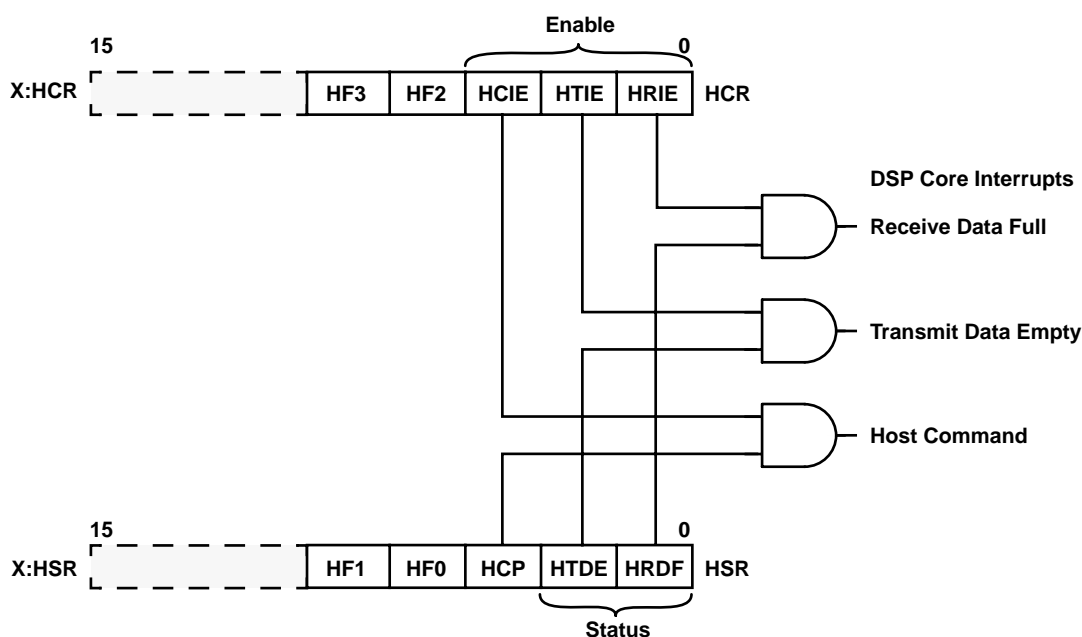 Enable
15 0
X:HCR HF3 HF2 HCIE HTIE HRIE HCR
DSP Core Interrupts
Receive Data Full
Transmit Data Empty
Host Command
15 0
X:HSR HF1 HF0 HCP HTDE HRDF HSR
Status